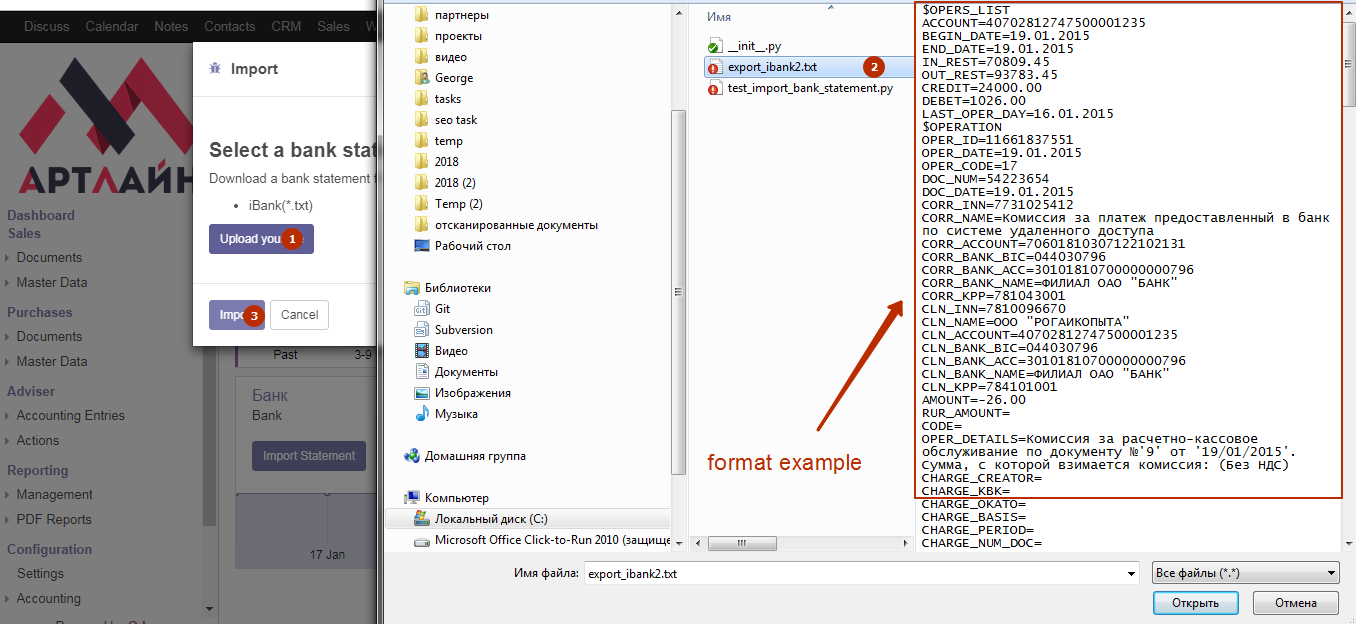 Discuss Calendar Notes Contacts CRM Sales
АРТЛАЙН
Dashboard
Sales
Documents
Master Data
Purchases
Documents
Master Data
Adviser
Accounting Entries
Actions
Reporting
Management
PDF Reports
Configuration
Settings
Accounting
Import
Select a bank stat
Download a bank statement f
iBank(*.txt)
Upload you
1
Impo
3
Cancel
Past 3-9
Банк
Bank
Import Statement
17 Jan
партнеры
проекты
видео
George
tasks
seo task
temp
2018
2018 (2)
Temp (2)
отсканированные документы
Рабочий стол
Библиотеки
Git
Subversion
Видео
Документы
Изображения
Музыка
Домашняя группа
Компьютер
Локальный диск (C:)
Microsoft Office Click-to-Run 2010 (защище
Имя
__init__.py
export_ibank2.txt
2
test_import_bank_statement.py
format example
$OPERS_LIST
ACCOUNT=40702812747500001235
BEGIN_DATE=19.01.2015
END_DATE=19.01.2015
IN_REST=70809.45
OUT_REST=93783.45
CREDIT=24000.00
DEBET=1026.00
LAST_OPER_DAY=16.01.2015
$OPERATION
OPER_ID=11661837551
OPER_DATE=19.01.2015
OPER_CODE=17
DOC_NUM=54223654
DOC_DATE=19.01.2015
CORR_INN=7731025412
CORR_NAME=Комиссия за платеж предоставленный в банк
по системе удаленного доступа
CORR_ACCOUNT=70601810307122102131
CORR_BANK_BIC=044030796
CORR_BANK_ACC=30101810700000000796
CORR_BANK_NAME=ФИЛИАЛ ОАО "БАНК"
CORR_KPP=781043001
CLN_INN=7810096670
CLN_NAME=ООО "РОГАИКОПЫТА"
CLN_ACCOUNT=40702812747500001235
CLN_BANK_BIC=044030796
CLN_BANK_ACC=30101810700000000796
CLN_BANK_NAME=ФИЛИАЛ ОАО "БАНК"
CLN_KPP=784101001
AMOUNT=-26.00
RUR_AMOUNT=
CODE=
OPER_DETAILS=Комиссия за расчетно-кассовое
обслуживание по документу №'9' от '19/01/2015'.
Сумма, с которой взимается комиссия: (Без НДС)
CHARGE_CREATOR=
CHARGE_KBK=
CHARGE_OKATO=
CHARGE_BASIS=
CHARGE_PERIOD=
CHARGE_NUM_DOC=
Имя файла: export_ibank2.txt
Все файлы (*.*)
Открыть
Отмена